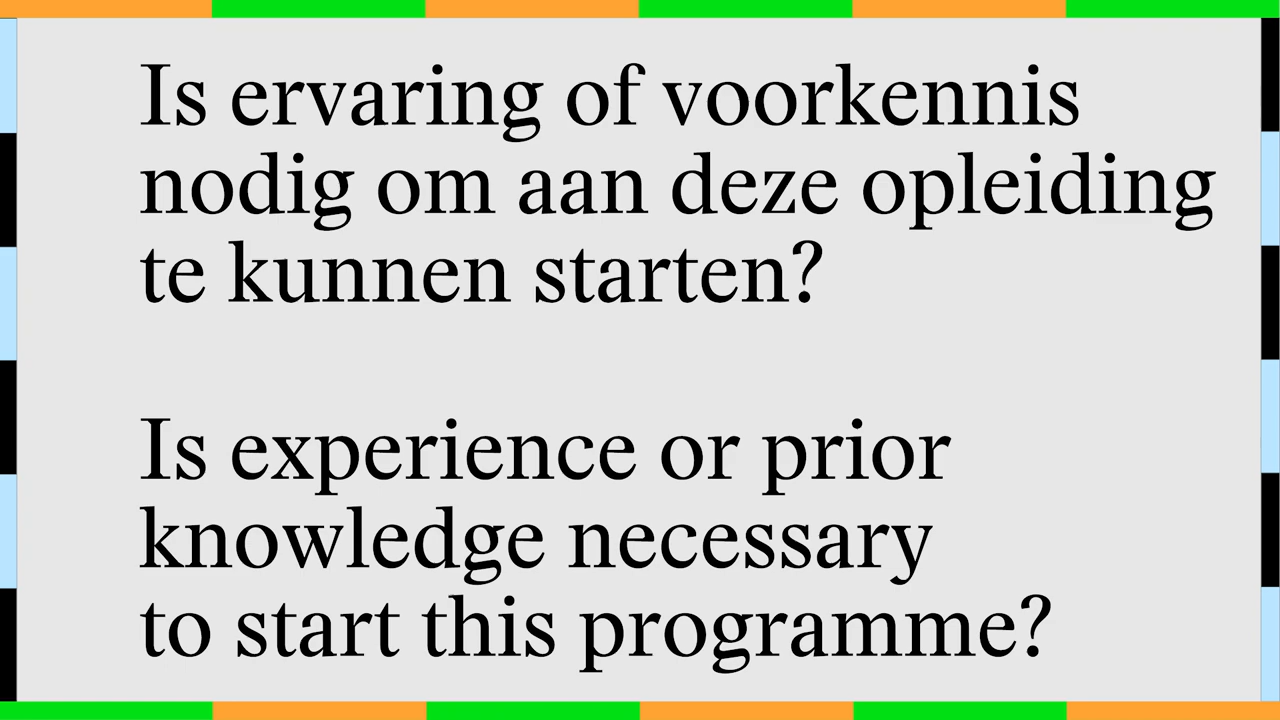 Is ervaring of voorkennis
nodig om aan deze opleiding
te kunnen starten?
Is experience or prior
knowledge necessary
to start this programme?